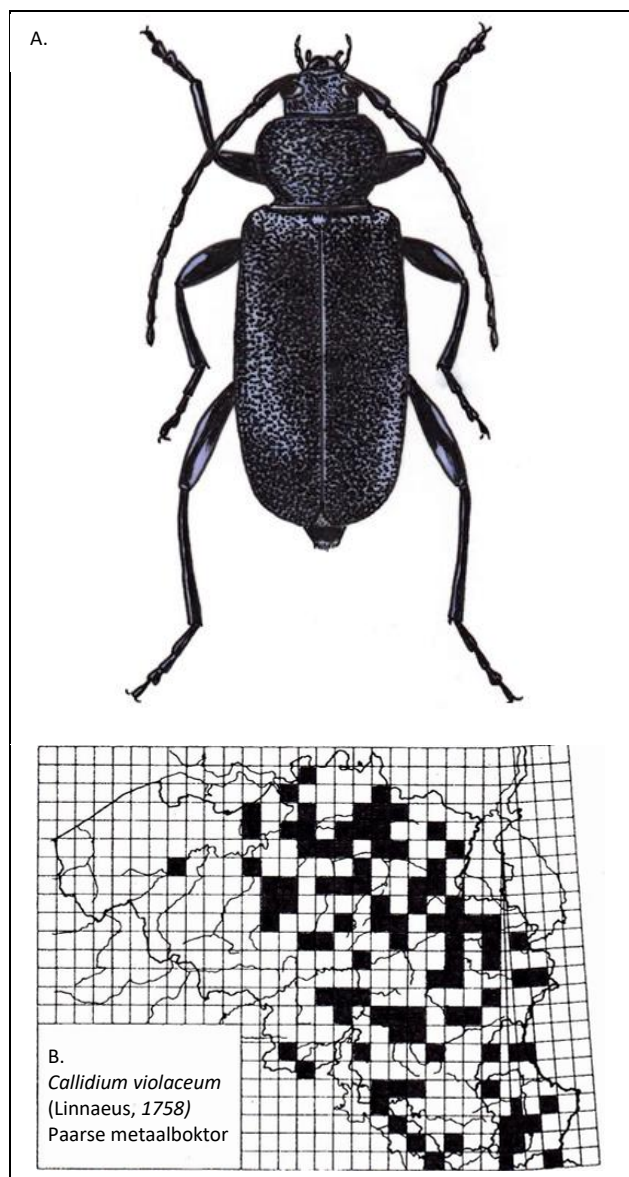 A.
B.
Callidium violaceum
(Linnaeus, 1758)
Paarse metaalboktor